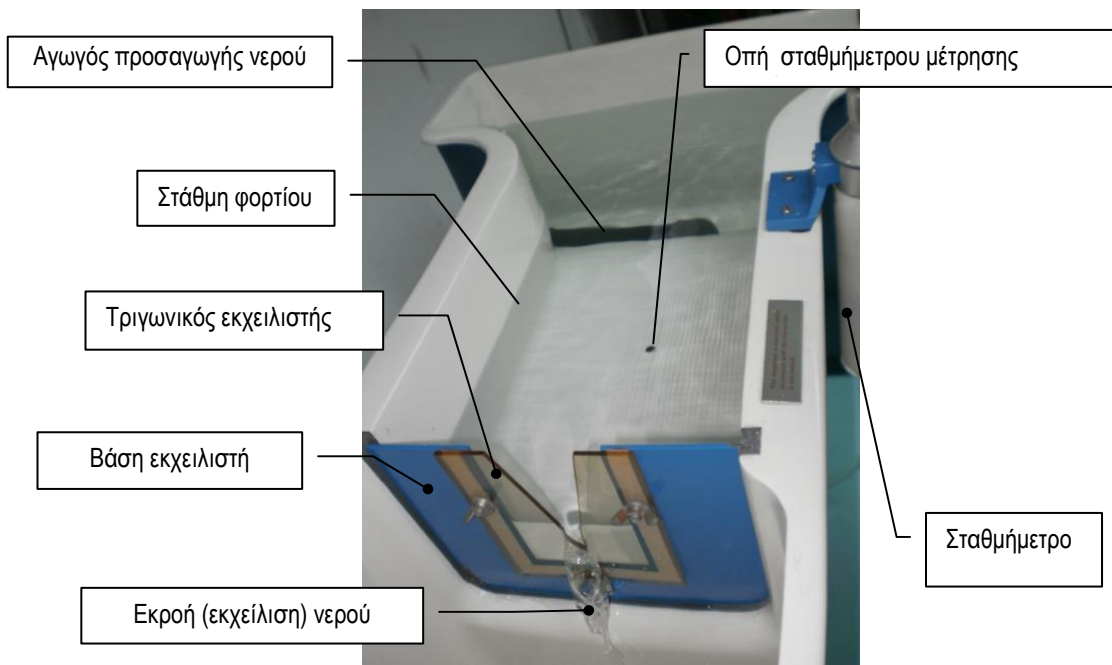 Αγωγός προσαγωγής νερού
Οπή σταθμήμετρου μέτρησης
Στάθμη φορτίου
Τριγωνικός εκχειλιστής
Βάση εκχειλιστή
Σταθμήμετρο
Εκροή (εκχείλιση) νερού